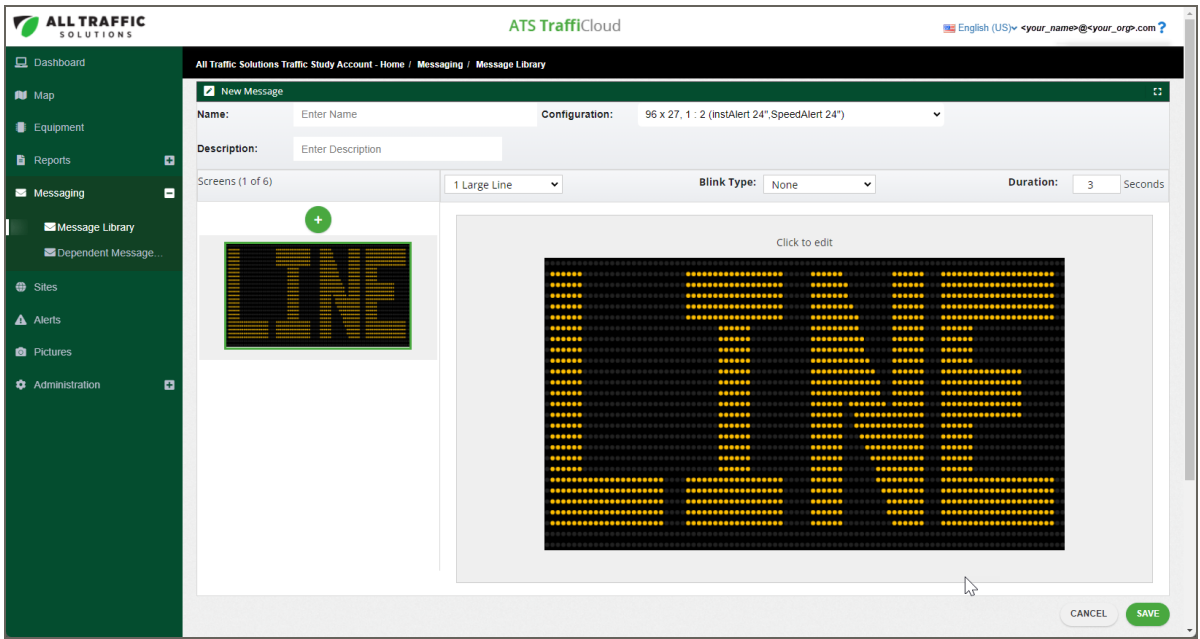 ALL TRAFFIC
SOLUTIONS
ATS TraffiCloud
English (US) <your_name>@<your_org>.com ?
Dashboard
Map
Equipment
Reports
Messaging
Message Library
Dependent Message...
Sites
Alerts
Pictures
Administration
All Traffic Solutions Traffic Study Account - Home / Messaging / Message Library
New Message
Name: Enter Name Configuration: 96 x 27, 1 : 2 (instAlert 24",SpeedAlert 24")
Description: Enter Description
Screens (1 of 6) 1 Large Line Blink Type: None Duration: 3 Seconds
+
LINE
Click to edit
LINE
CANCEL SAVE